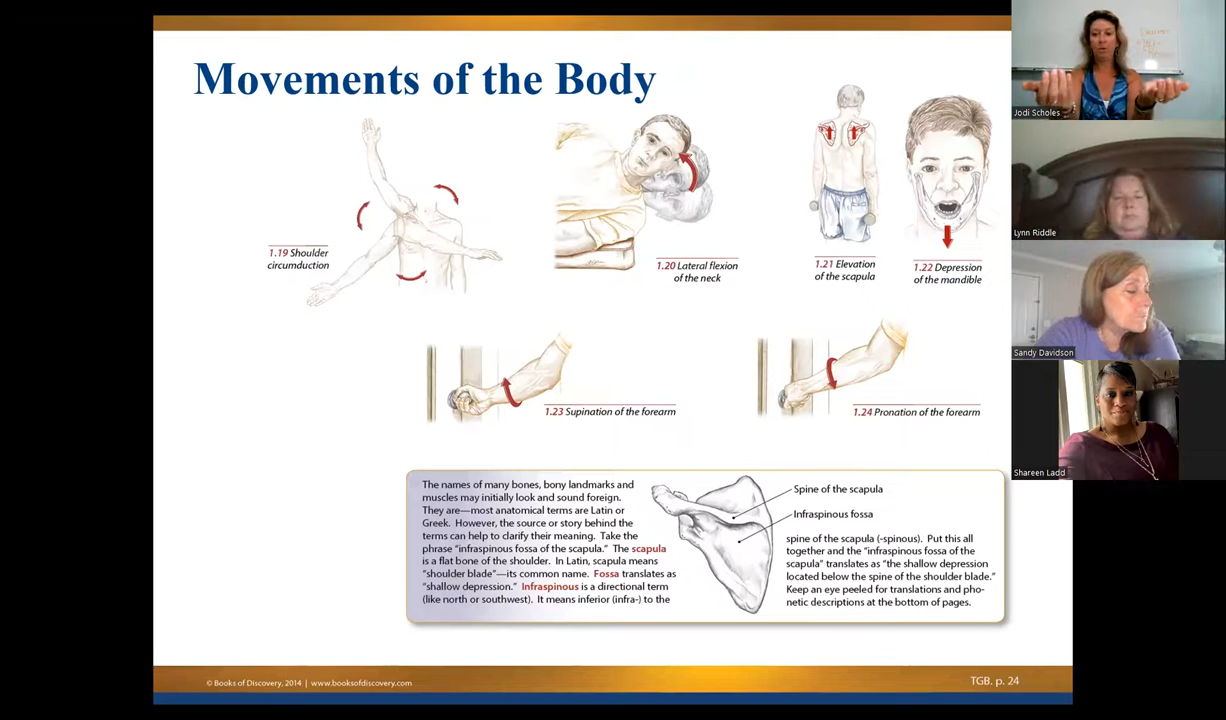 Movements of the Body
1.19 Shoulder
circumduction
1.20 Lateral flexion
of the neck
1.21 Elevation
of the scapula
1.22 Depression
of the mandible
1.23 Supination of the forearm
1.24 Pronation of the forearm
The names of many bones, bony landmarks and
muscles may initially look and sound foreign.
They are—most anatomical terms are Latin or
Greek. However, the source or story behind the
terms can help to clarify their meaning. Take the
phrase "infraspinous fossa of the scapula." The scapula
is a flat bone of the shoulder. In Latin, scapula means
"shoulder blade"—its common name. Fossa translates as
"shallow depression." Infraspinous is a directional term
(like north or southwest). It means inferior (infra-) to the
Spine of the scapula
Infraspinous fossa
spine of the scapula (-spinous). Put this all
together and the "infraspinous fossa of the
scapula" translates as "the shallow depression
located below the spine of the shoulder blade."
Keep an eye peeled for translations and pho-
netic descriptions at the bottom of pages.
© Books of Discovery, 2014 | www.booksofdiscovery.com
TGB. p. 24
Jodi Scholes
Lynn Riddle
Sandy Davidson
Shareen Ladd